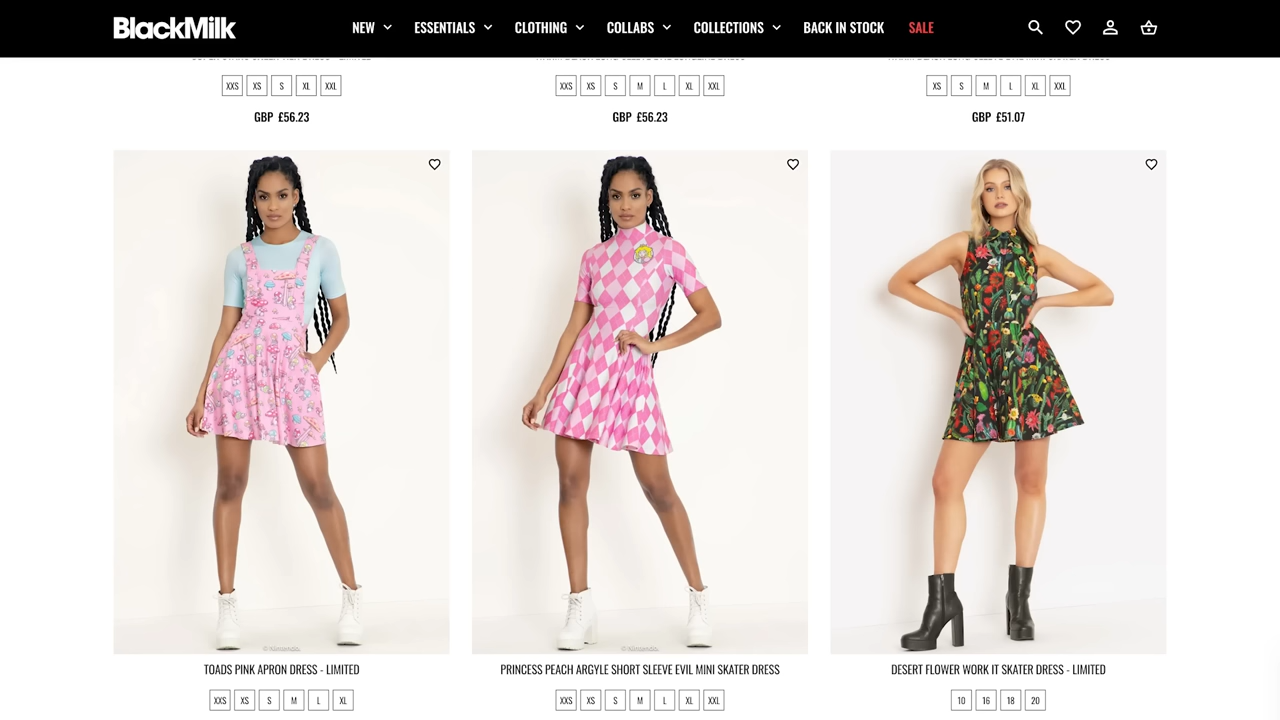 BlackMilk NEW ESSENTIALS CLOTHING COLLABS COLLECTIONS BACK IN STOCK SALE
XXS XS S XL XXL
XXS XS S M L XL XXL
XS S M L XL XXL
GBP £56.23
GBP £56.23
GBP £51.07
© Nintendo.
© Nintendo.
TOADS PINK APRON DRESS - LIMITED
PRINCESS PEACH ARGYLE SHORT SLEEVE EVIL MINI SKATER DRESS
DESERT FLOWER WORK IT SKATER DRESS - LIMITED
XXS XS S M L XL
XXS XS S M L XL XXL
10 16 18 20